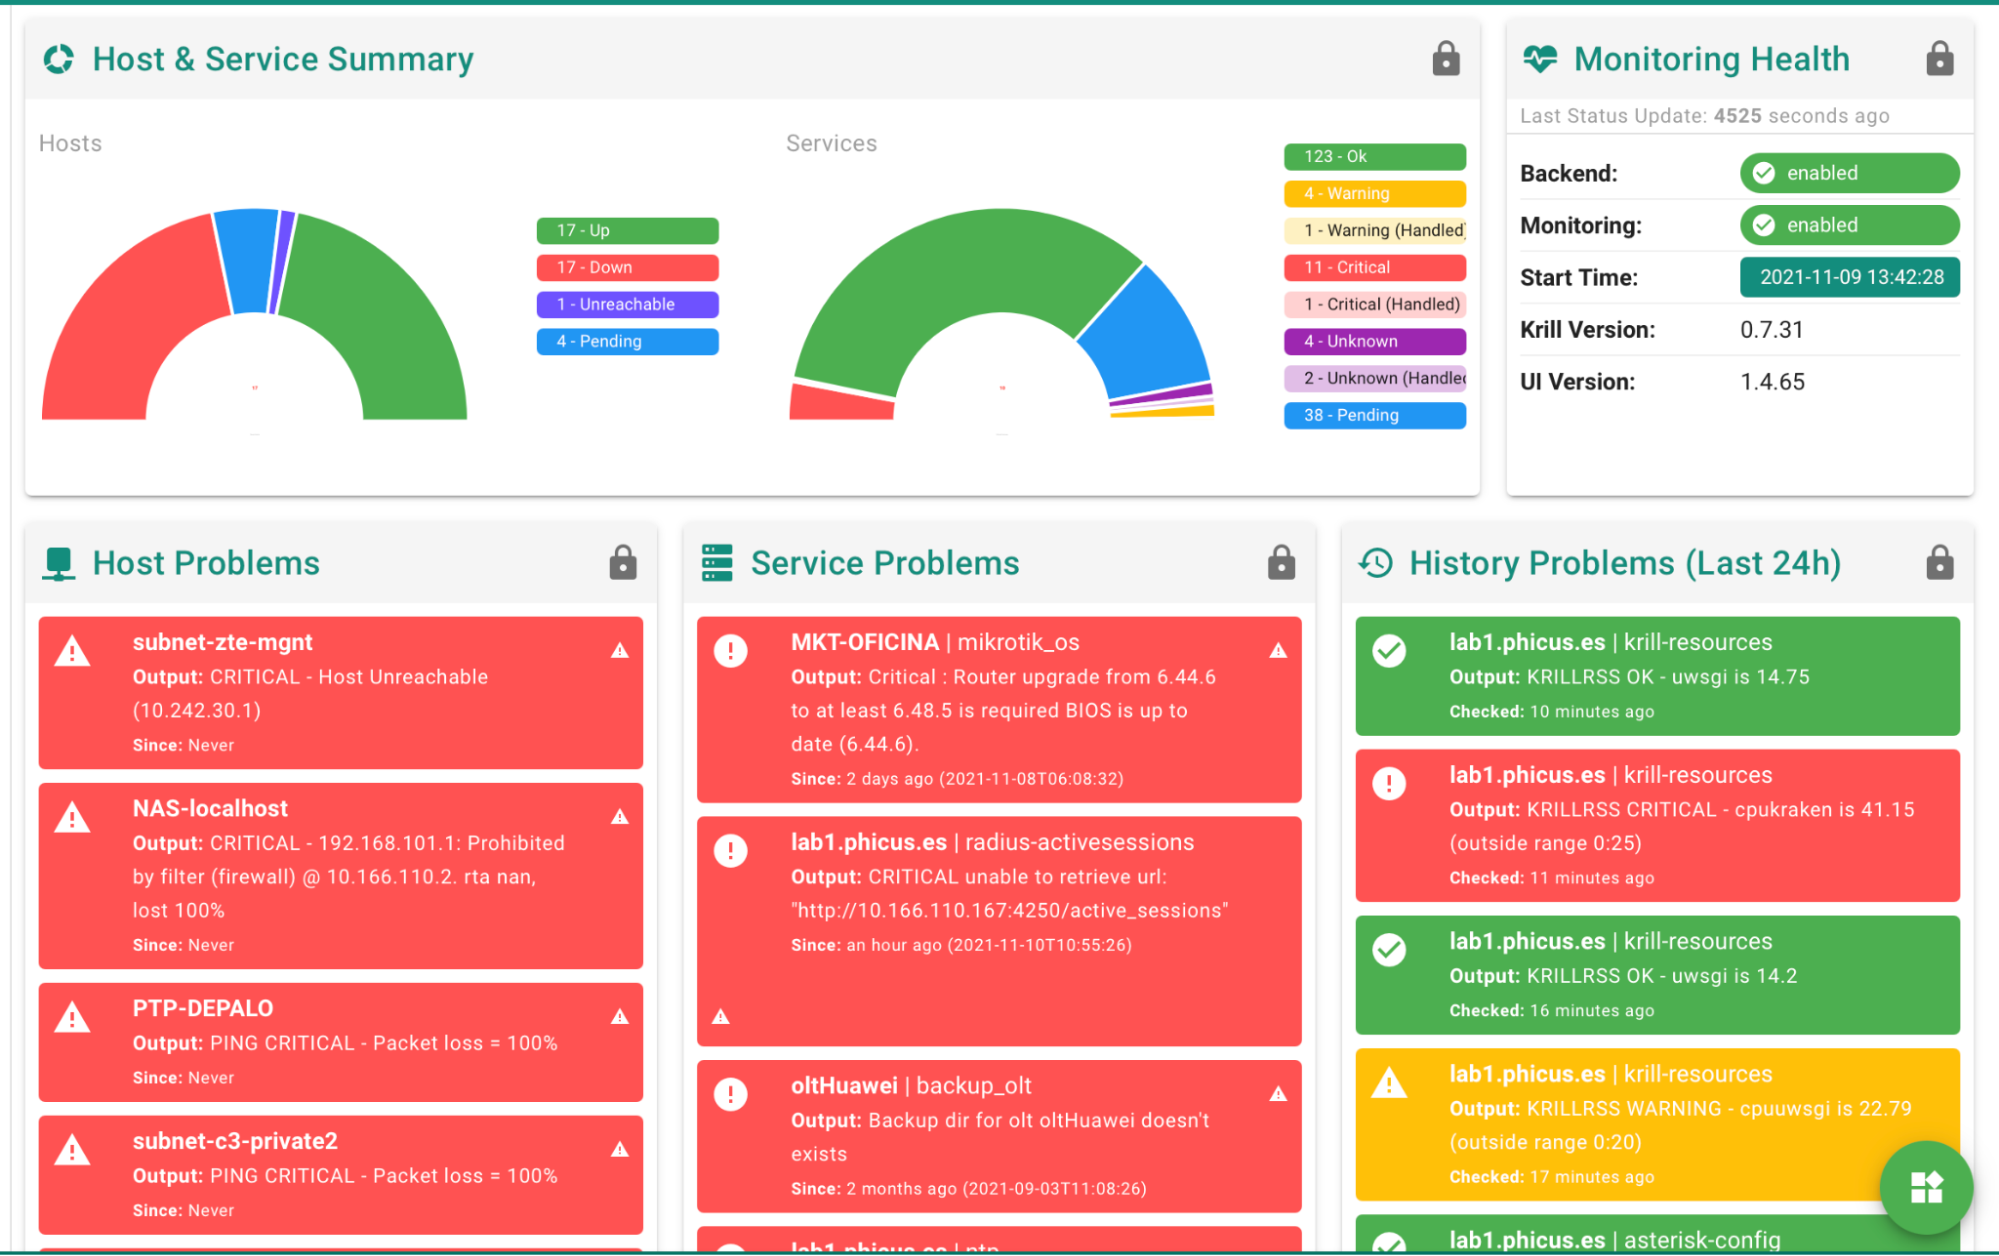 Host & Service Summary
Hosts
17 - Up
17 - Down
1 - Unreachable
4 - Pending
Services
123 - Ok
4 - Warning
1 - Warning (Handled)
11 - Critical
1 - Critical (Handled)
4 - Unknown
2 - Unknown (Handled
38 - Pending
Monitoring Health
Last Status Update: 4525 seconds ago
Backend: enabled
Monitoring: enabled
Start Time: 2021-11-09 13:42:28
Krill Version: 0.7.31
UI Version: 1.4.65
Host Problems
subnet-zte-mgnt
Output: CRITICAL - Host Unreachable
(10.242.30.1)
Since: Never
NAS-localhost
Output: CRITICAL - 192.168.101.1: Prohibited
by filter (firewall) @ 10.166.110.2. rta nan,
lost 100%
Since: Never
PTP-DEPALO
Output: PING CRITICAL - Packet loss = 100%
Since: Never
subnet-c3-private2
Output: PING CRITICAL - Packet loss = 100%
Since: Never
Service Problems
MKT-OFICINA | mikrotik_os
Output: Critical : Router upgrade from 6.44.6
to at least 6.48.5 is required BIOS is up to
date (6.44.6).
Since: 2 days ago (2021-11-08T06:08:32)
lab1.phicus.es | radius-activesessions
Output: CRITICAL unable to retrieve url:
"http://10.166.110.167:4250/active_sessions"
Since: an hour ago (2021-11-10T10:55:26)
oltHuawei | backup_olt
Output: Backup dir for olt oltHuawei doesn't
exists
Since: 2 months ago (2021-09-03T11:08:26)
lab1.phicus.es | ntp
History Problems (Last 24h)
lab1.phicus.es | krill-resources
Output: KRILLRSS OK - uwsgi is 14.75
Checked: 10 minutes ago
lab1.phicus.es | krill-resources
Output: KRILLRSS CRITICAL - cpukraken is 41.15
(outside range 0:25)
Checked: 11 minutes ago
lab1.phicus.es | krill-resources
Output: KRILLRSS OK - uwsgi is 14.2
Checked: 16 minutes ago
lab1.phicus.es | krill-resources
Output: KRILLRSS WARNING - cpuuwsgi is 22.79
(outside range 0:20)
Checked: 17 minutes ago
lab1.phicus.es | asterisk-config